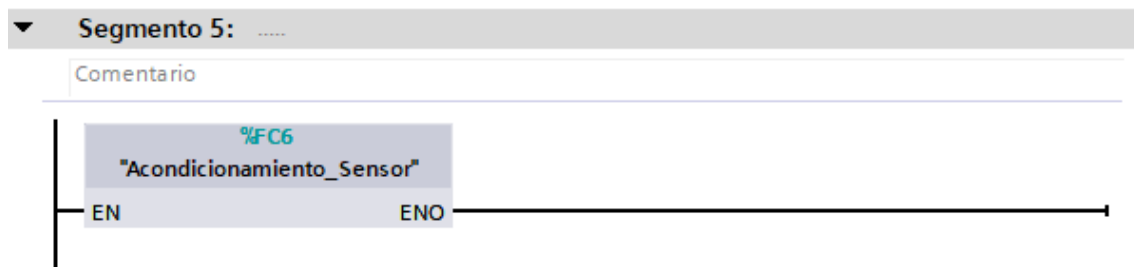 Segmento 5: .....
Comentario
%FC6
"Acondicionamiento_Sensor"
EN ENO